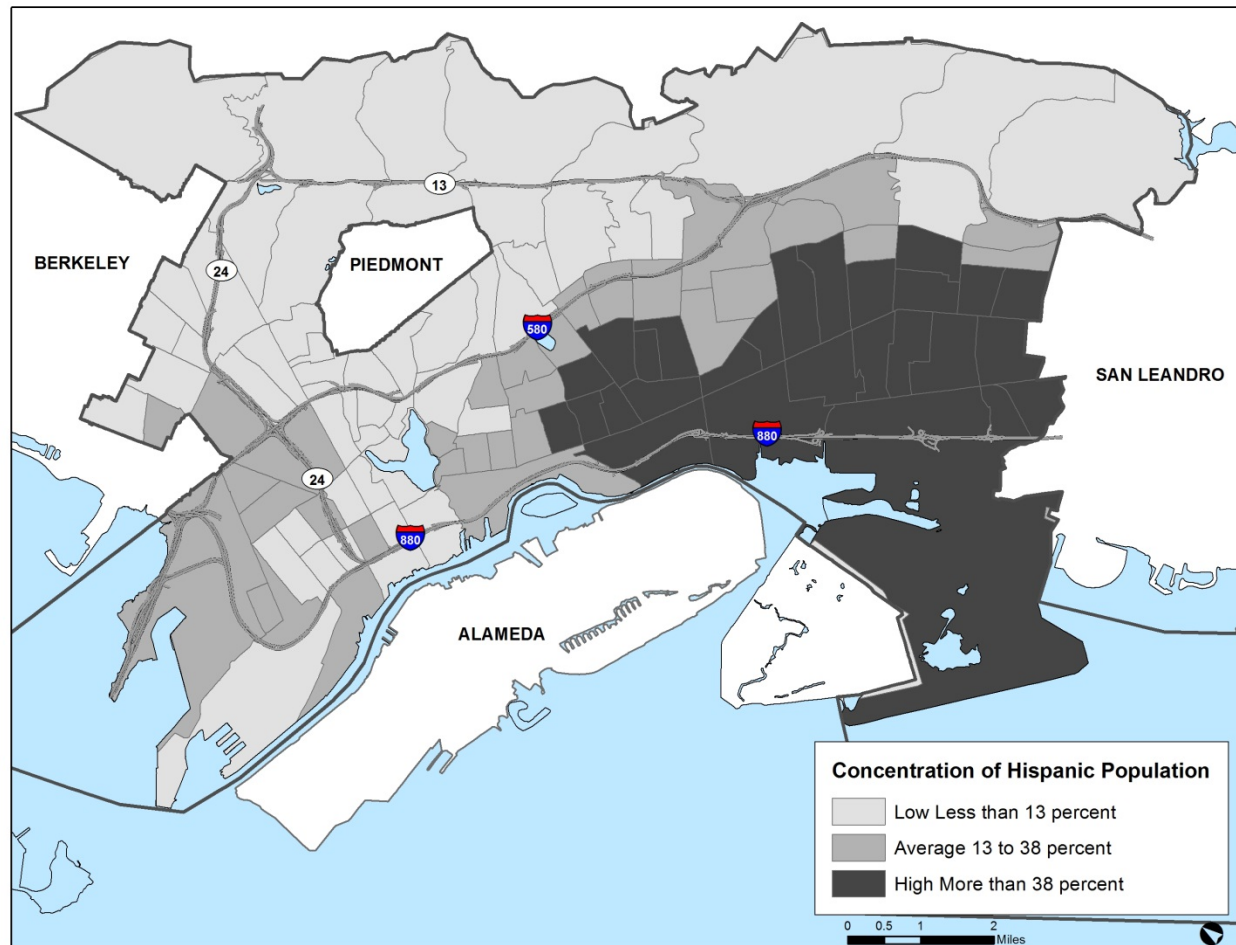 13
BERKELEY
PIEDMONT
24
580
SAN LEANDRO
880
24
880
ALAMEDA
Concentration of Hispanic Population
Low Less than 13 percent
Average 13 to 38 percent
High More than 38 percent
0 0.5 1 2
Miles